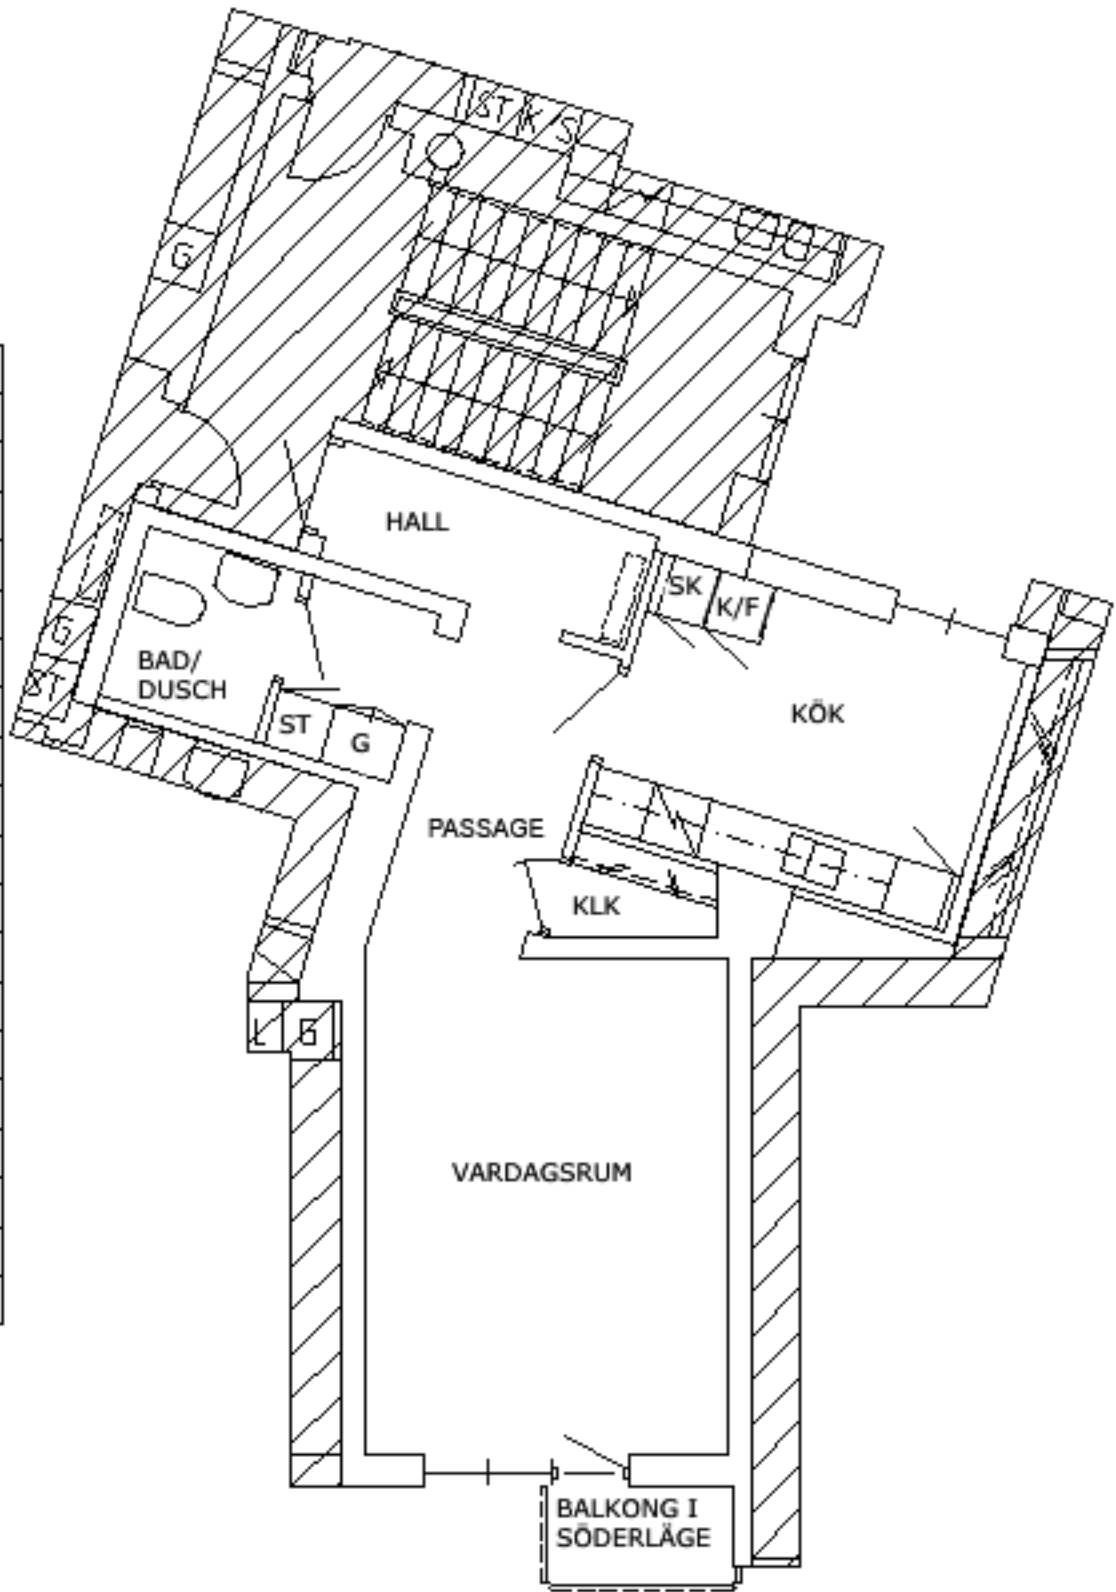 ST K S
G
HALL
SK
K/F
G
BAD/
DUSCH
ST
KÖK
ST
G
PASSAGE
KLK
L G
VARDAGSRUM
BALKONG I
SÖDERLÄGE